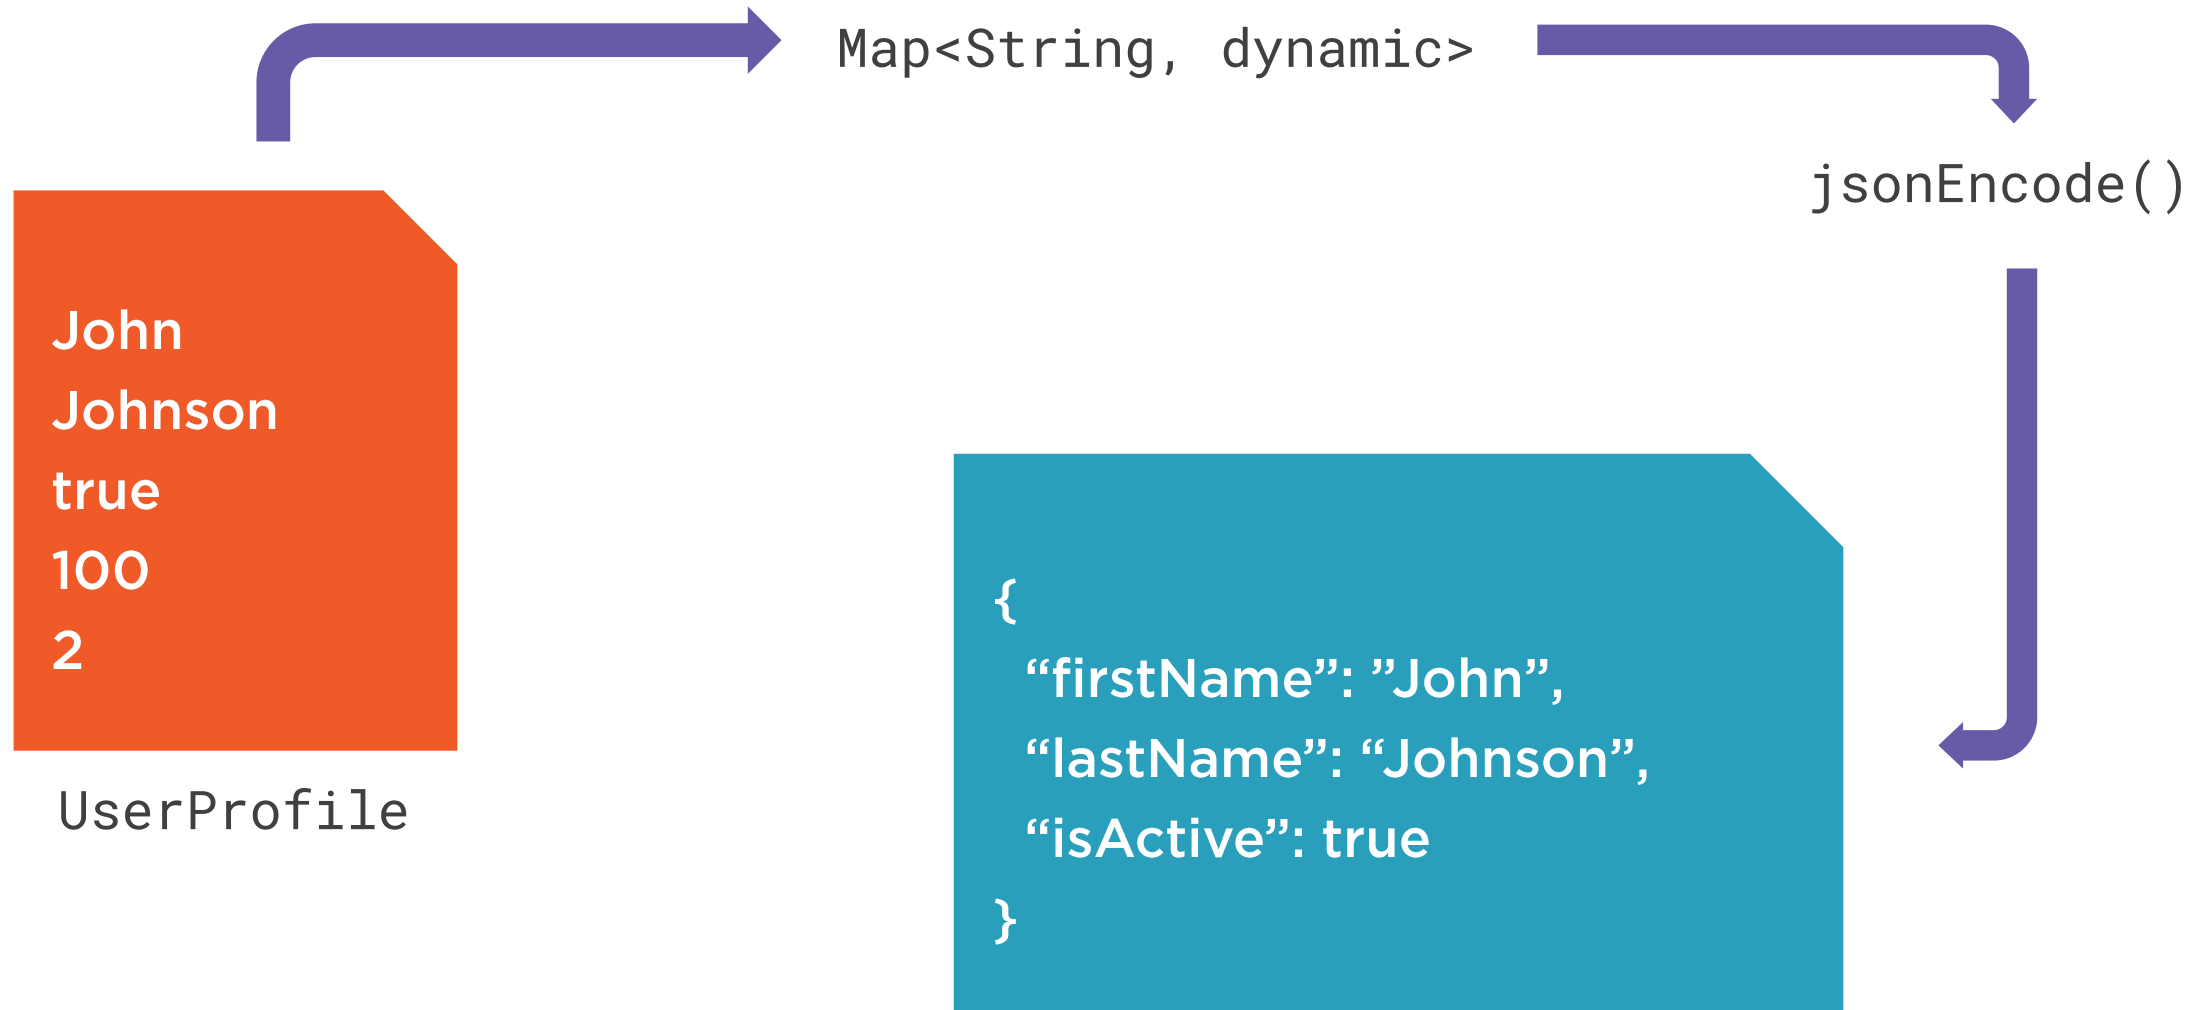 Map<String, dynamic>
jsonEncode()
John
Johnson
true
100
2
UserProfile
{
“firstName”: ”John”,
“lastName”: “Johnson”,
“isActive”: true
}